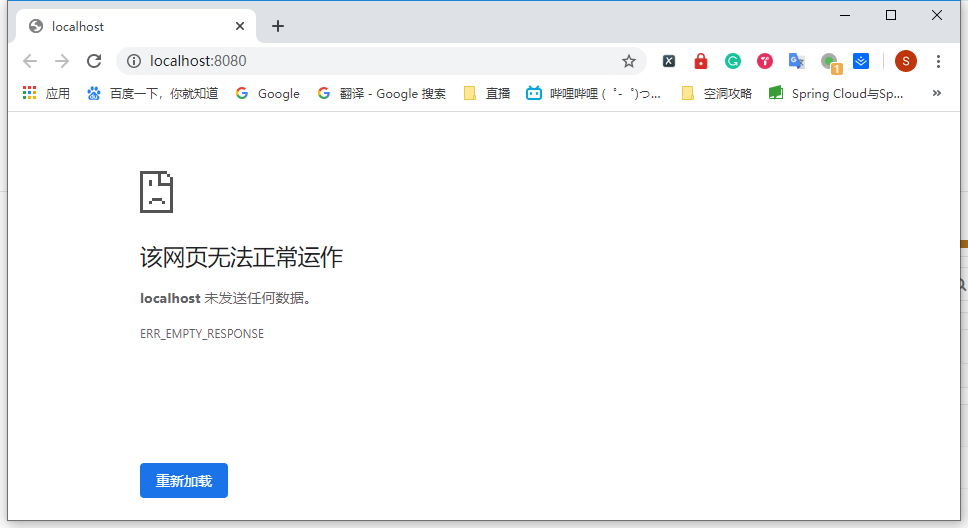 localhost
localhost:8080
1
S
应用
百度一下，你就知道
Google
翻译 - Google 搜索
直播
哔哩哔哩 ( ゜- ゜)つ...
空洞攻略
Spring Cloud与Sp...
»
该网页无法正常运作
localhost 未发送任何数据。
ERR_EMPTY_RESPONSE
重新加载